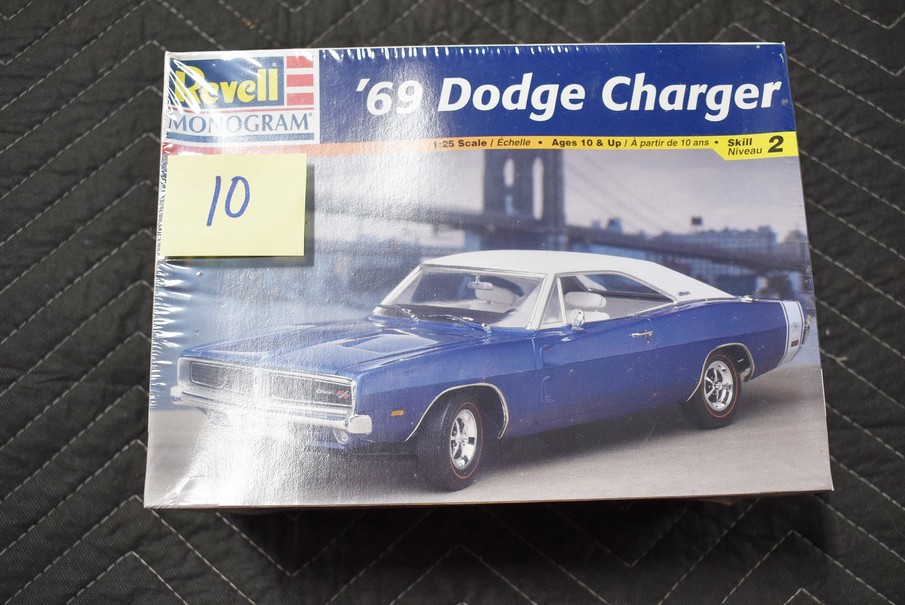 Revell
MONOGRAM®
'69 Dodge Charger
1:25 Scale / Échelle • Ages 10 & Up / À partir de 10 ans • Skill 2
Niveau
10
R/T